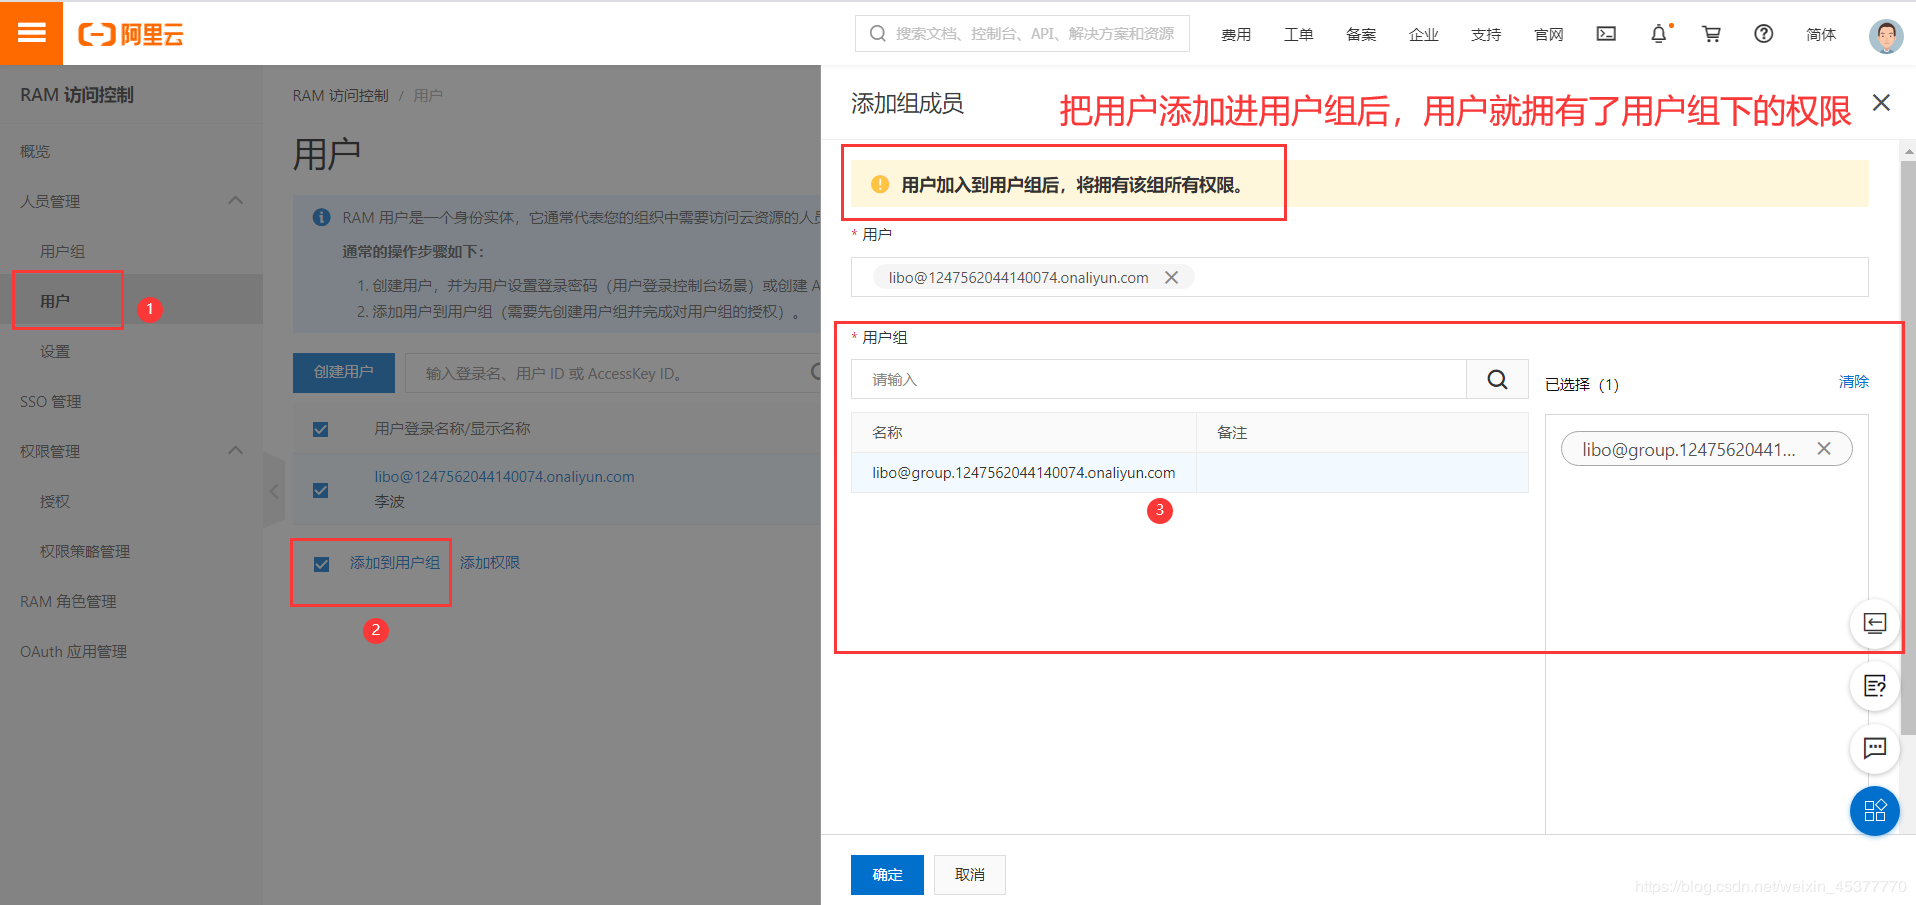 阿里云
搜索文档、控制台、API、解决方案和资源
费用 工单 备案 企业 支持 官网 简体
RAM 访问控制
概览
人员管理
用户组
用户
1
设置
SSO 管理
权限管理
授权
权限策略管理
RAM 角色管理
OAuth 应用管理
RAM 访问控制 / 用户
用户
RAM 用户是一个身份实体，它通常代表您的组织中需要访问云资源的人员
通常的操作步骤如下：
1. 创建用户，并为用户设置登录密码（用户登录控制台场景）或创建 A
2. 添加用户到用户组（需要先创建用户组并完成对用户组的授权）。
创建用户 输入登录名、用户 ID 或 AccessKey ID。
用户登录名称/显示名称
libo@1247562044140074.onaliyun.com
李波
添加到用户组 添加权限
2
添加组成员
把用户添加进用户组后，用户就拥有了用户组下的权限
用户加入到用户组后，将拥有该组所有权限。
* 用户
libo@1247562044140074.onaliyun.com
* 用户组
请输入
已选择（1） 清除
名称 备注
libo@group.1247562044140074.onaliyun.com
libo@group.12475620441...
3
确定 取消
https://blog.csdn.net/weixin_45377770